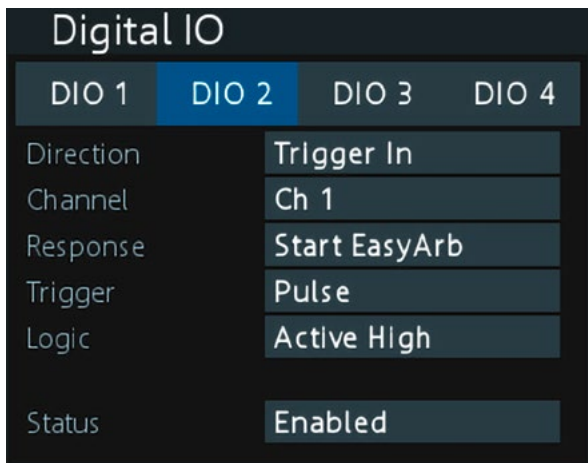 Digital IO
DIO 1 DIO 2 DIO 3 DIO 4
Direction Trigger In
Channel Ch 1
Response Start EasyArb
Trigger Pulse
Logic Active High
Status Enabled